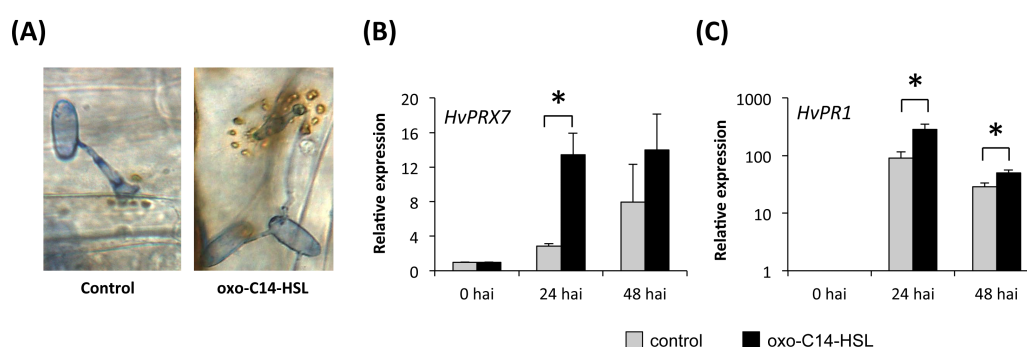 (A)
Control
oxo-C14-HSL
(B)
Relative expression
20
16
12
8
4
0
HvPRX7
*
0 hai
24 hai
48 hai
(C)
Relative expression
1000
100
10
1
HvPR1
*
*
0 hai
24 hai
48 hai
control
oxo-C14-HSL